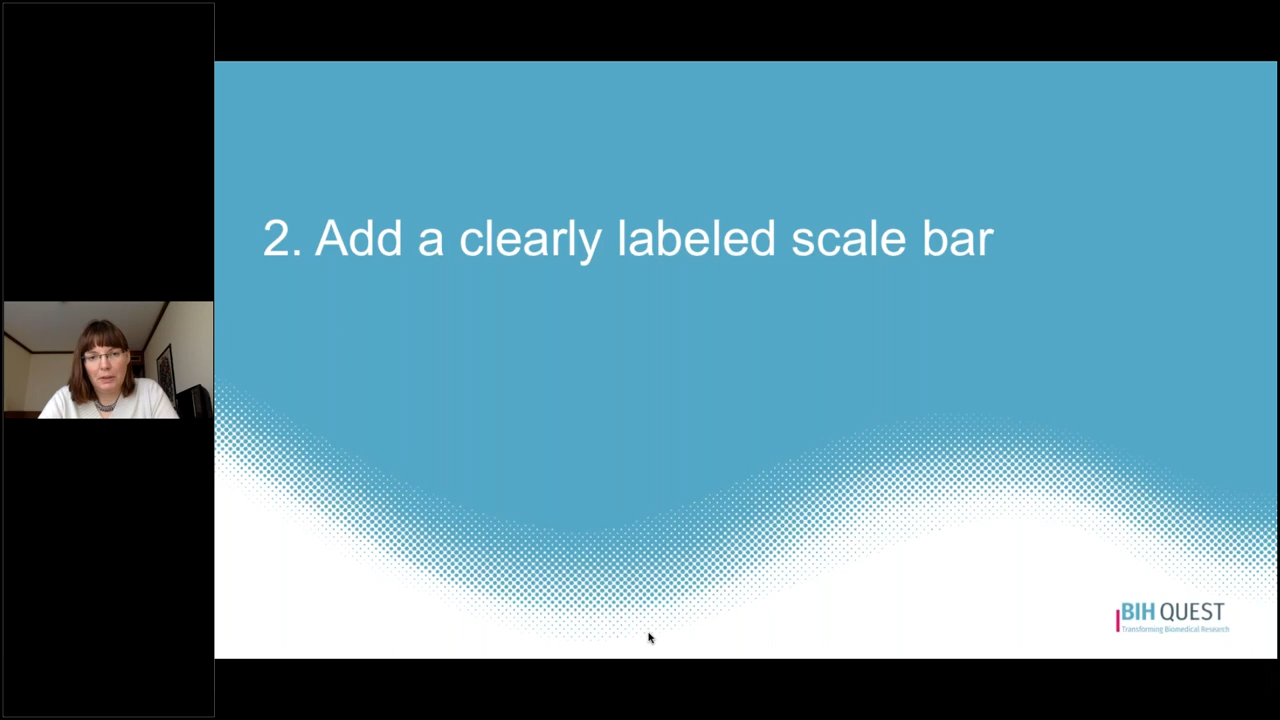 2. Add a clearly labeled scale bar
BIH QUEST
Transforming Biomedical Research